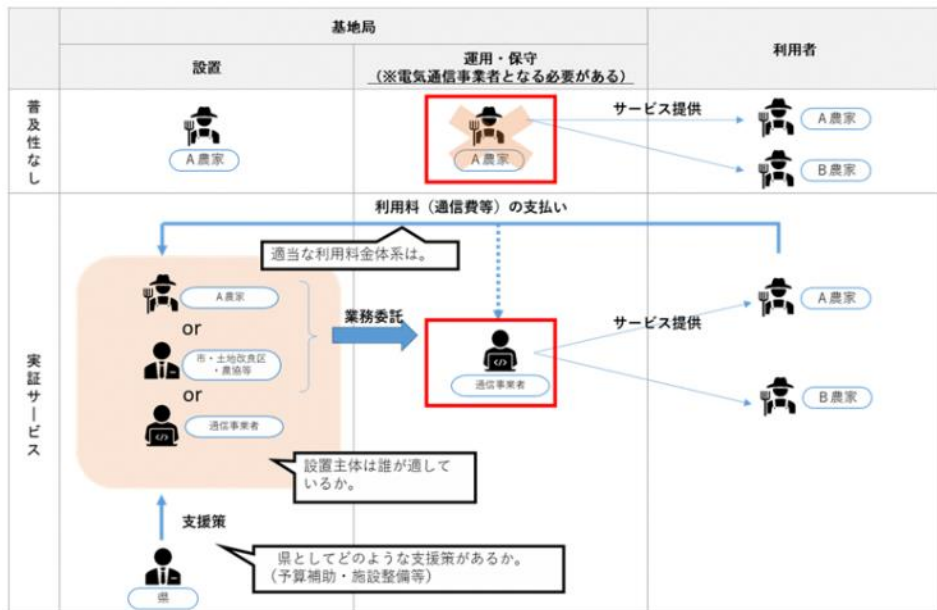 基地局
利用者
設置
運用・保守
（※電気通信事業者となる必要がある）
普及性なし
A農家
A農家
サービス提供
A農家
B農家
実証サービス
利用料（通信費等）の支払い
適当な利用料金体系は。
A農家
or
市・土地改良区
・農協等
or
通信事業者
業務委託
通信事業者
サービス提供
A農家
B農家
設置主体は誰が適して
いるか。
支援策
県としてどのような支援策があるか。
（予算補助・施設整備等）
県